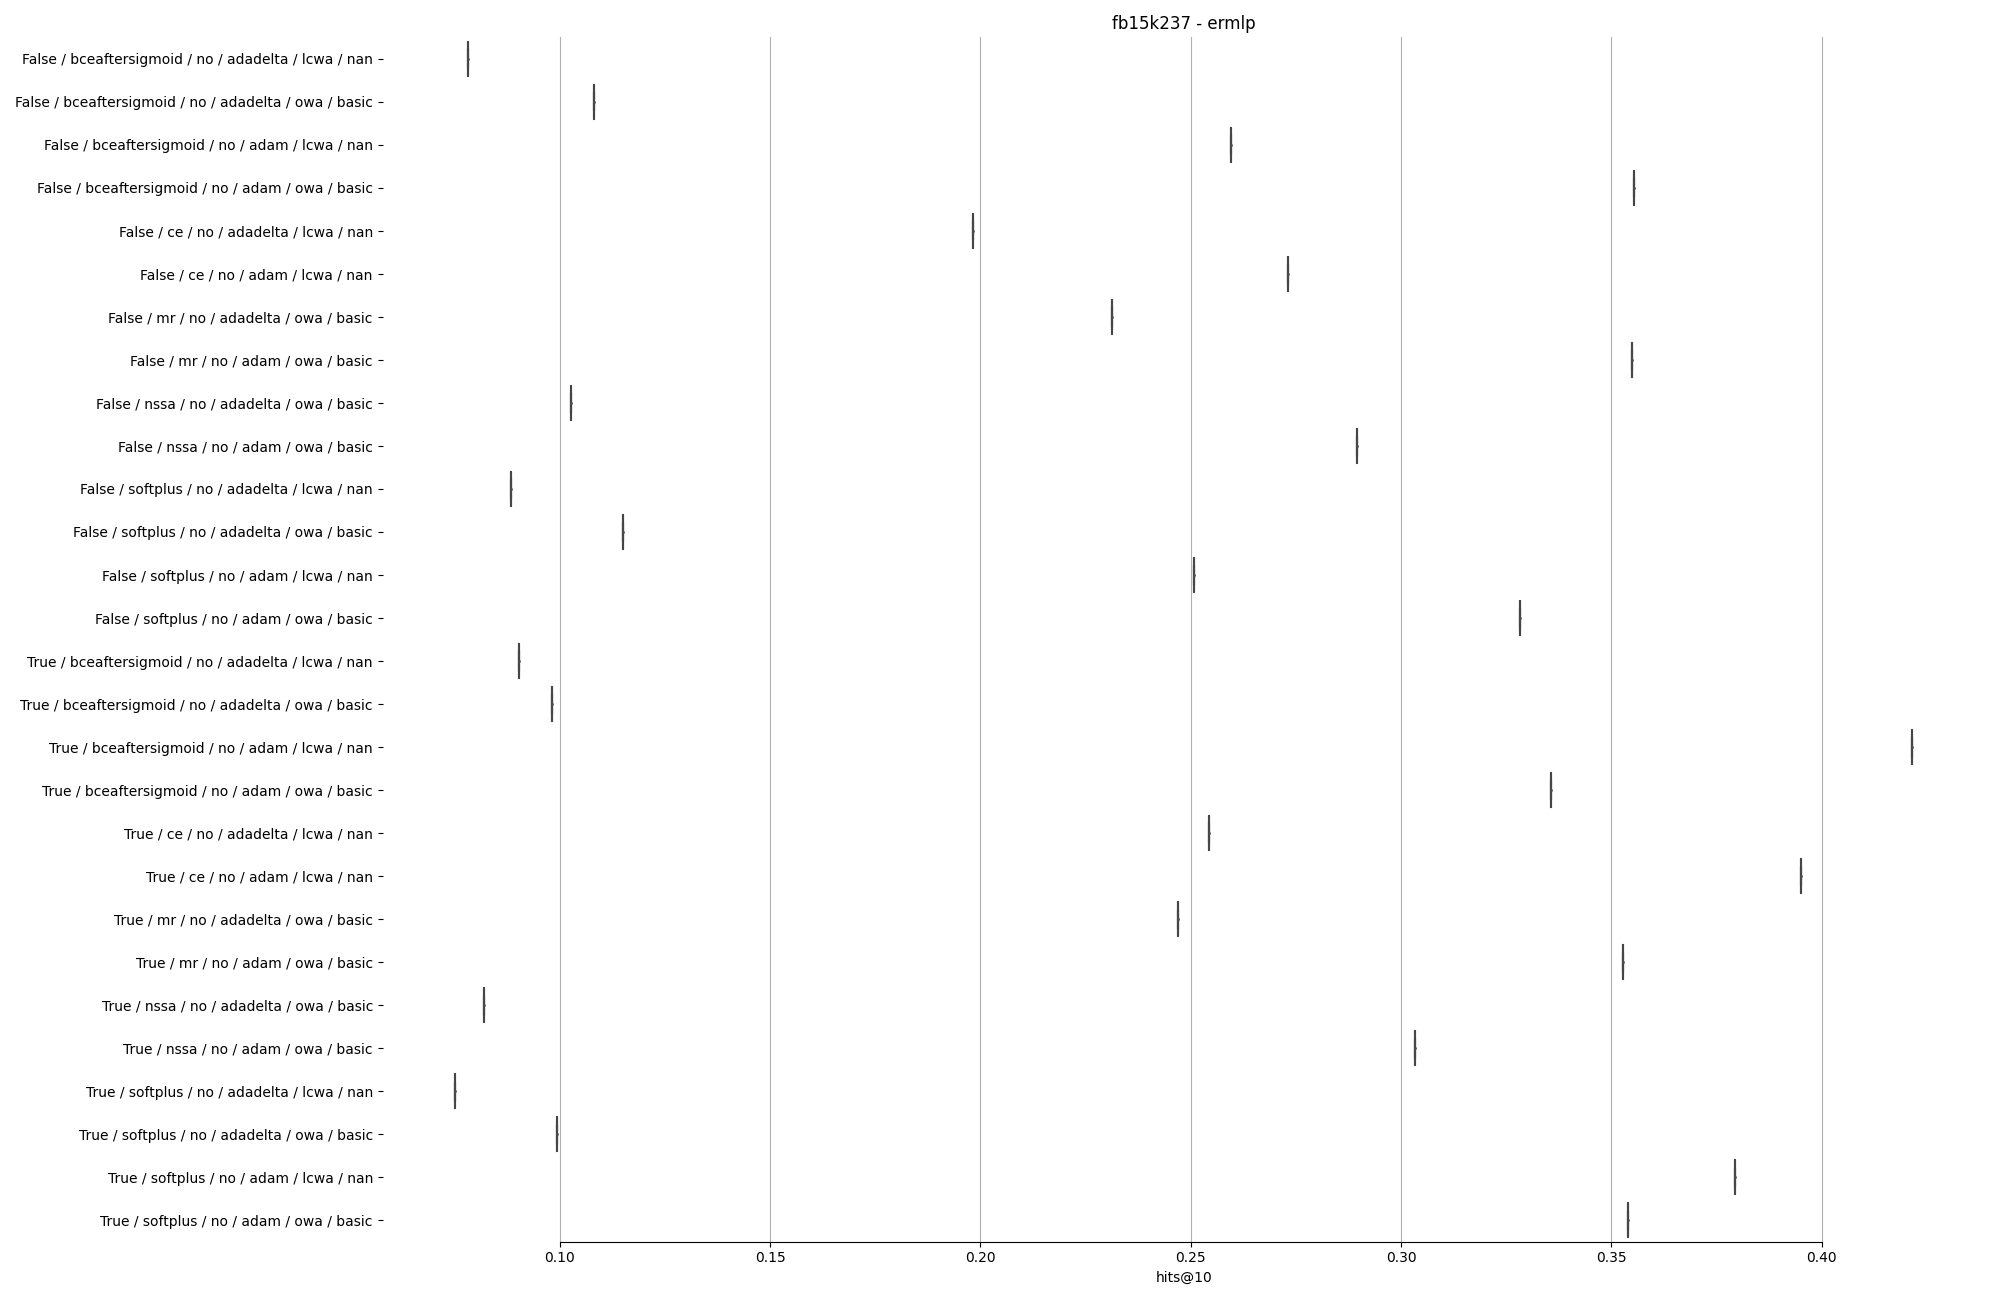 fb15k237 - ermlp
False / bceaftersigmoid / no / adadelta / lcwa / nan
False / bceaftersigmoid / no / adadelta / owa / basic
False / bceaftersigmoid / no / adam / lcwa / nan
False / bceaftersigmoid / no / adam / owa / basic
False / ce / no / adadelta / lcwa / nan
False / ce / no / adam / lcwa / nan
False / mr / no / adadelta / owa / basic
False / mr / no / adam / owa / basic
False / nssa / no / adadelta / owa / basic
False / nssa / no / adam / owa / basic
False / softplus / no / adadelta / lcwa / nan
False / softplus / no / adadelta / owa / basic
False / softplus / no / adam / lcwa / nan
False / softplus / no / adam / owa / basic
True / bceaftersigmoid / no / adadelta / lcwa / nan
True / bceaftersigmoid / no / adadelta / owa / basic
True / bceaftersigmoid / no / adam / lcwa / nan
True / bceaftersigmoid / no / adam / owa / basic
True / ce / no / adadelta / lcwa / nan
True / ce / no / adam / lcwa / nan
True / mr / no / adadelta / owa / basic
True / mr / no / adam / owa / basic
True / nssa / no / adadelta / owa / basic
True / nssa / no / adam / owa / basic
True / softplus / no / adadelta / lcwa / nan
True / softplus / no / adadelta / owa / basic
True / softplus / no / adam / lcwa / nan
True / softplus / no / adam / owa / basic
0.10 0.15 0.20 0.25 0.30 0.35 0.40
hits@10